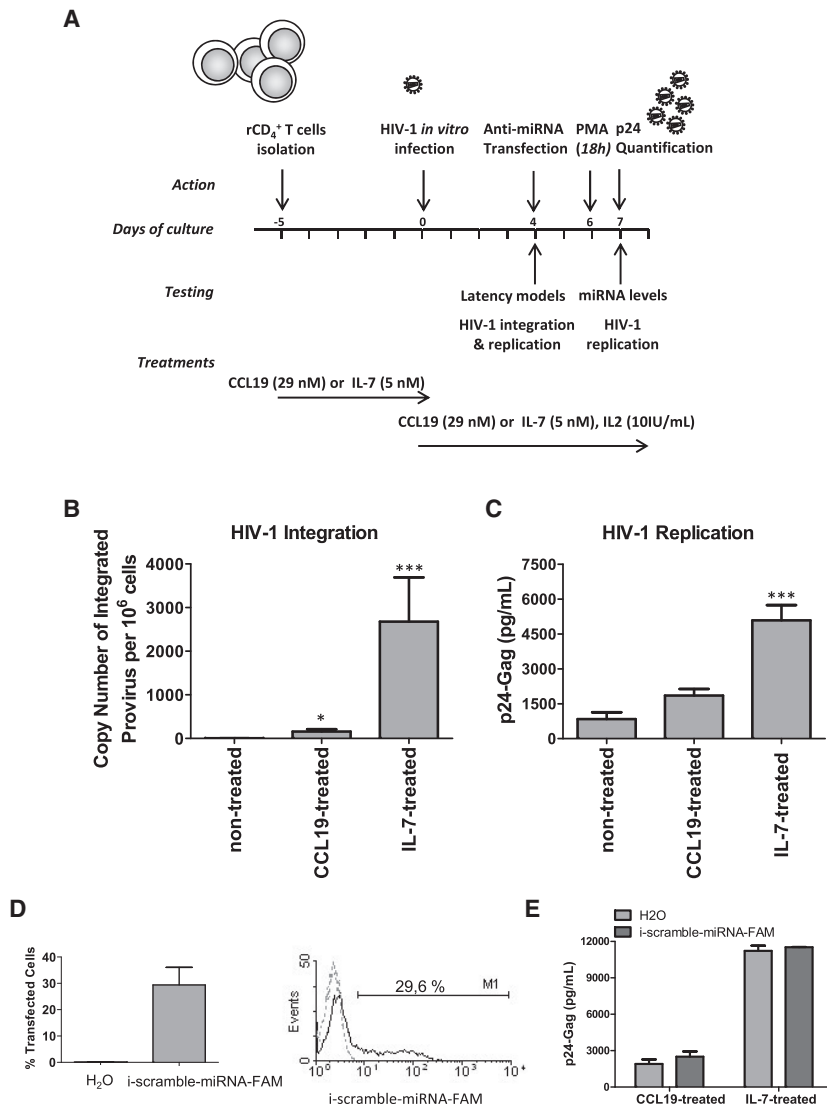 A
rCD4+ T cells
isolation
HIV-1 in vitro
infection
Anti-miRNA
Transfection
PMA
(18h)
p24
Quantification
Action
Days of culture
-5
0
4
6
7
Testing
Latency models
miRNA levels
HIV-1 integration
& replication
HIV-1
replication
Treatments
CCL19 (29 nM) or IL-7 (5 nM)
CCL19 (29 nM) or IL-7 (5 nM), IL2 (10IU/mL)
B
HIV-1 Integration
Copy Number of Integrated
Provirus per 10^6 cells
4000
3000
2000
1000
0
*
***
non-treated
CCL19-treated
IL-7-treated
C
HIV-1 Replication
p24-Gag (pg/mL)
7500
6000
4500
3000
1500
0
***
non-treated
CCL19-treated
IL-7-treated
D
% Transfected Cells
40
30
20
10
0
H2O
i-scramble-miRNA-FAM
Events
50
0
29,6 %
M1
10^0
10^1
10^2
10^3
10^4
i-scramble-miRNA-FAM
E
H2O
i-scramble-miRNA-FAM
p24-Gag (pg/mL)
12000
9000
6000
3000
0
CCL19-treated
IL-7-treated